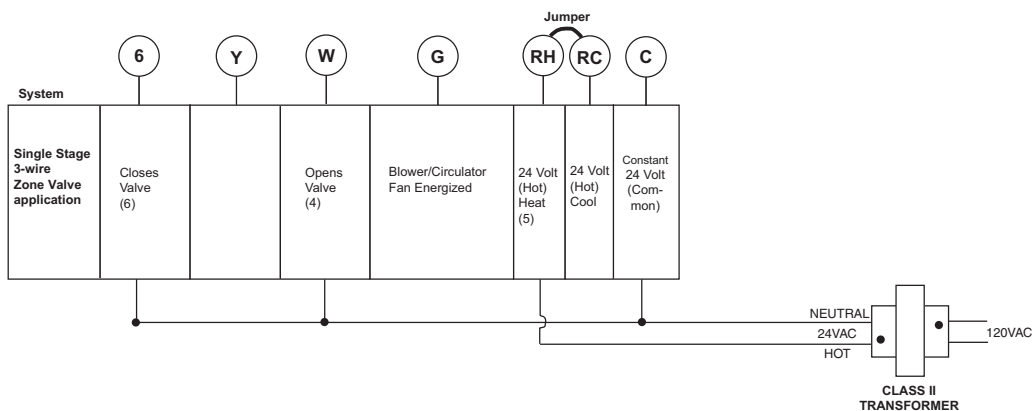 Jumper
6
Y
W
G
RH
RC
C
System
Single Stage
3-wire
Zone Valve
application
Closes
Valve
(6)
Opens
Valve
(4)
Blower/Circulator
Fan Energized
24 Volt
(Hot)
Heat
(5)
24 Volt
(Hot)
Cool
Constant
24 Volt
(Com-
mon)
NEUTRAL
24VAC
HOT
120VAC
CLASS II
TRANSFORMER